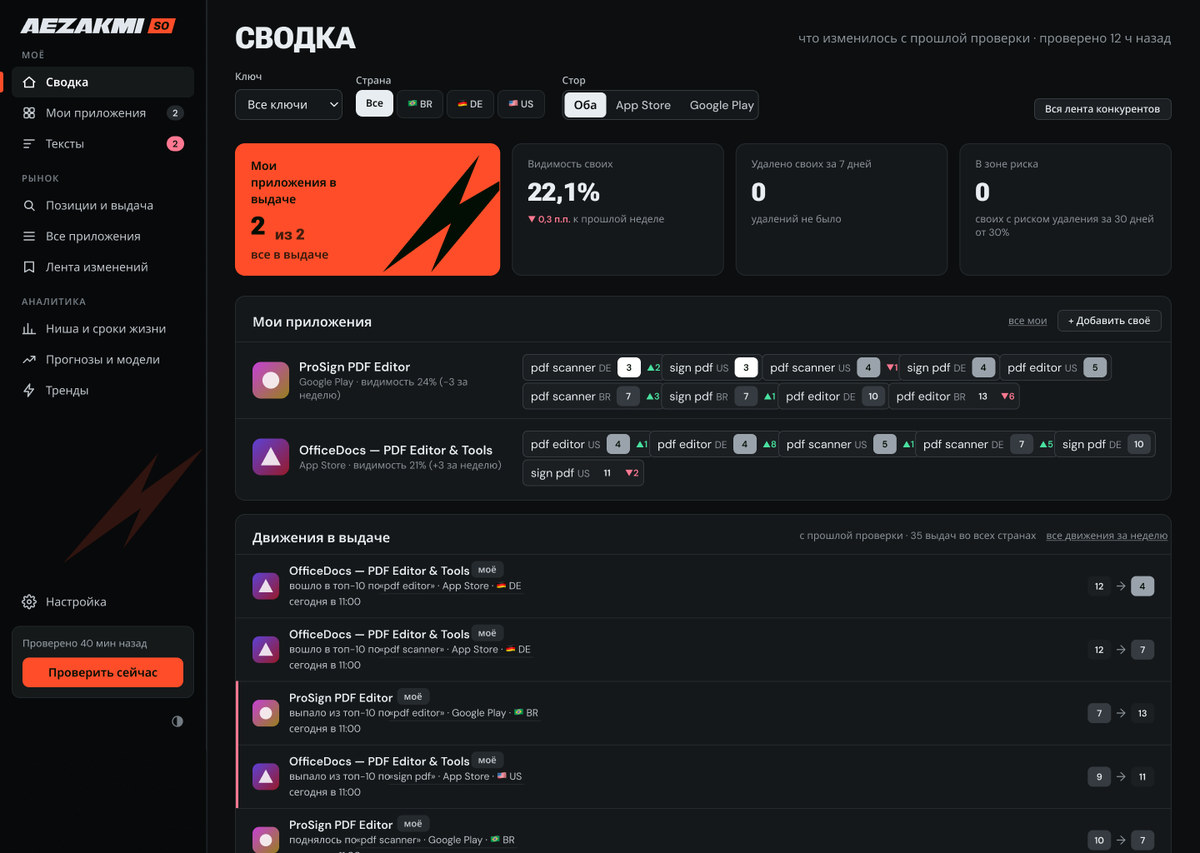 AEZAKMI SO
МОЁ
Сводка
Мои приложения 2
Тексты 2
РЫНОК
Позиции и выдача
Все приложения
Лента изменений
АНАЛИТИКА
Ниша и сроки жизни
Прогнозы и модели
Тренды
Настройка
Проверено 40 мин назад
Проверить сейчас
СВОДКА
что изменилось с прошлой проверки · проверено 12 ч назад
Ключ
Все ключи
Страна
Все BR DE US
Стор
Оба App Store Google Play
Вся лента конкурентов
Мои
приложения в
выдаче
2 из 2
все в выдаче
Видимость своих
22,1%
▼ 0,3 п.п. к прошлой неделе
Удалено своих за 7 дней
0
удалений не было
В зоне риска
0
своих с риском удаления за 30 дней
от 30%
Мои приложения
все мои
+ Добавить своё
ProSign PDF Editor
Google Play · видимость 24% (−3 за
неделю)
pdf scanner DE 3 ▲2 sign pdf US 3 pdf scanner US 4 ▼1 sign pdf DE 4 pdf editor US 5
pdf scanner BR 7 ▲3 sign pdf BR 7 ▲1 pdf editor DE 10 pdf editor BR 13 ▼6
OfficeDocs — PDF Editor & Tools
App Store · видимость 21% (+3 за неделю)
pdf editor US 4 ▲1 pdf editor DE 4 ▲8 pdf scanner US 5 ▲1 pdf scanner DE 7 ▲5 sign pdf DE 10
sign pdf US 11 ▼2
Движения в выдаче
с прошлой проверки · 35 выдач во всех странах все движения за неделю
OfficeDocs — PDF Editor & Tools моё
вошло в топ-10 по«pdf editor» · App Store · DE
сегодня в 11:00
12 → 4
OfficeDocs — PDF Editor & Tools моё
вошло в топ-10 по«pdf scanner» · App Store · DE
сегодня в 11:00
12 → 7
ProSign PDF Editor моё
выпало из топ-10 по«pdf editor» · Google Play · BR
сегодня в 11:00
7 → 13
OfficeDocs — PDF Editor & Tools моё
выпало из топ-10 по«sign pdf» · App Store · US
сегодня в 11:00
9 → 11
ProSign PDF Editor моё
поднялось по«pdf scanner» · Google Play · BR
10 → 7